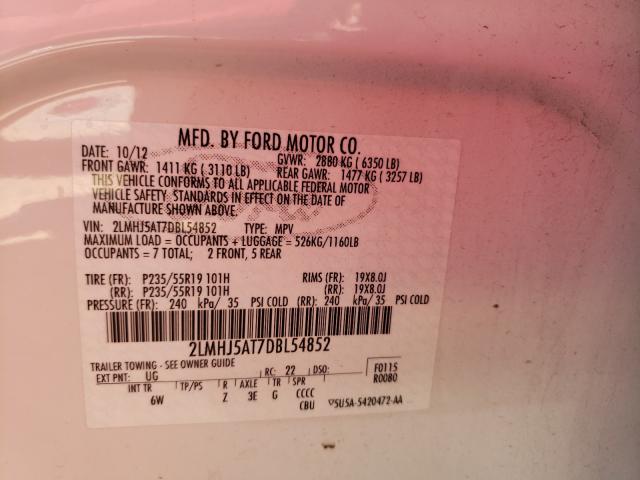 MFD. BY FORD MOTOR CO.
DATE: 10/12 GVWR: 2880 KG ( 6350 LB)
FRONT GAWR: 1411 KG ( 3110 LB) REAR GAWR: 1477 KG ( 3257 LB)
THIS VEHICLE CONFORMS TO ALL APPLICABLE FEDERAL MOTOR
VEHICLE SAFETY STANDARDS IN EFFECT ON THE DATE OF
MANUFACTURE SHOWN ABOVE.
VIN: 2LMHJ5AT7DBL54852 TYPE: MPV
MAXIMUM LOAD = OCCUPANTS + LUGGAGE = 526KG/1160LB
OCCUPANTS = 7 TOTAL; 2 FRONT, 5 REAR
TIRE (FR): P235/55R19 101H RIMS (FR): 19X8.0J
(RR): P235/55R19 101H (RR): 19X8.0J
PRESSURE (FR): 240 kPa/ 35 PSI COLD (RR): 240 kPa/ 35 PSI COLD
2LMHJ5AT7DBL54852
TRAILER TOWING - SEE OWNER GUIDE
EXT PNT: UG RC: 22 DSO: F0115
R0080
INT TR TP/PS R AXLE TR SPR
6W Z 3E G CCCC
CBU 5U5A-5420472-AA